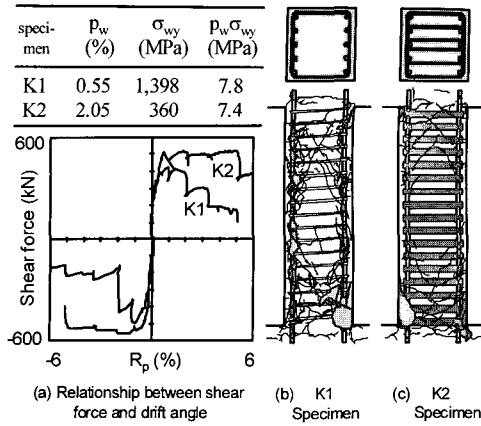 speci-
men p_w (%) σ_wy (MPa) p_wσ_wy (MPa)
K1 0.55 1,398 7.8
K2 2.05 360 7.4
600
K2
K1
Shear force (kN)
-600
-6 R_p (%) 6
(a) Relationship between shear
force and drift angle
(b) K1
Specimen
(c) K2
Specimen